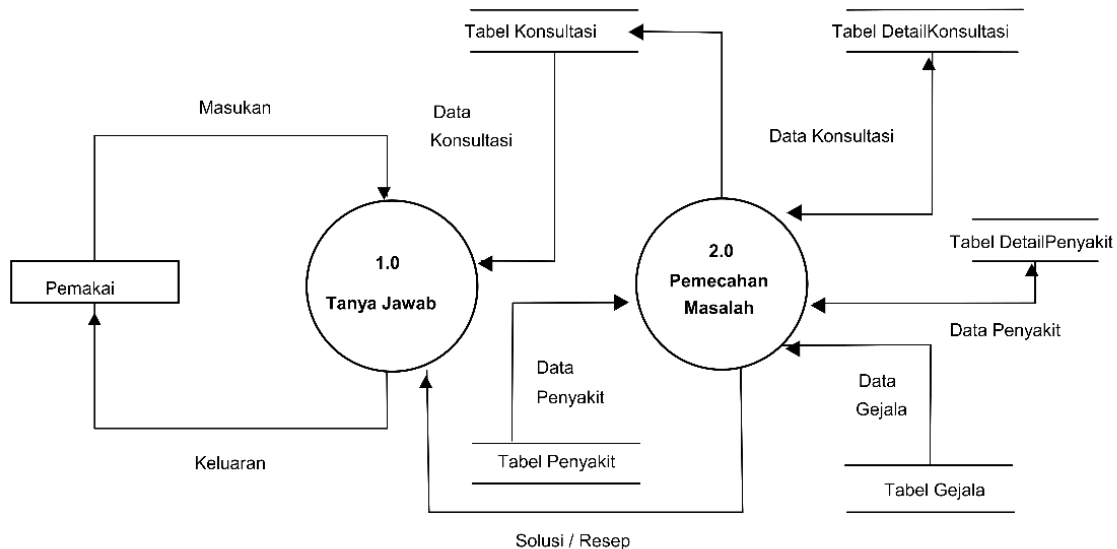 Tabel Konsultasi
Tabel DetailKonsultasi
Masukan
Data
Konsultasi
Data Konsultasi
Tabel DetailPenyakit
1.0
Tanya Jawab
2.0
Pemecahan
Masalah
Pemakai
Data Penyakit
Data
Penyakit
Data
Gejala
Keluaran
Tabel Penyakit
Tabel Gejala
Solusi / Resep